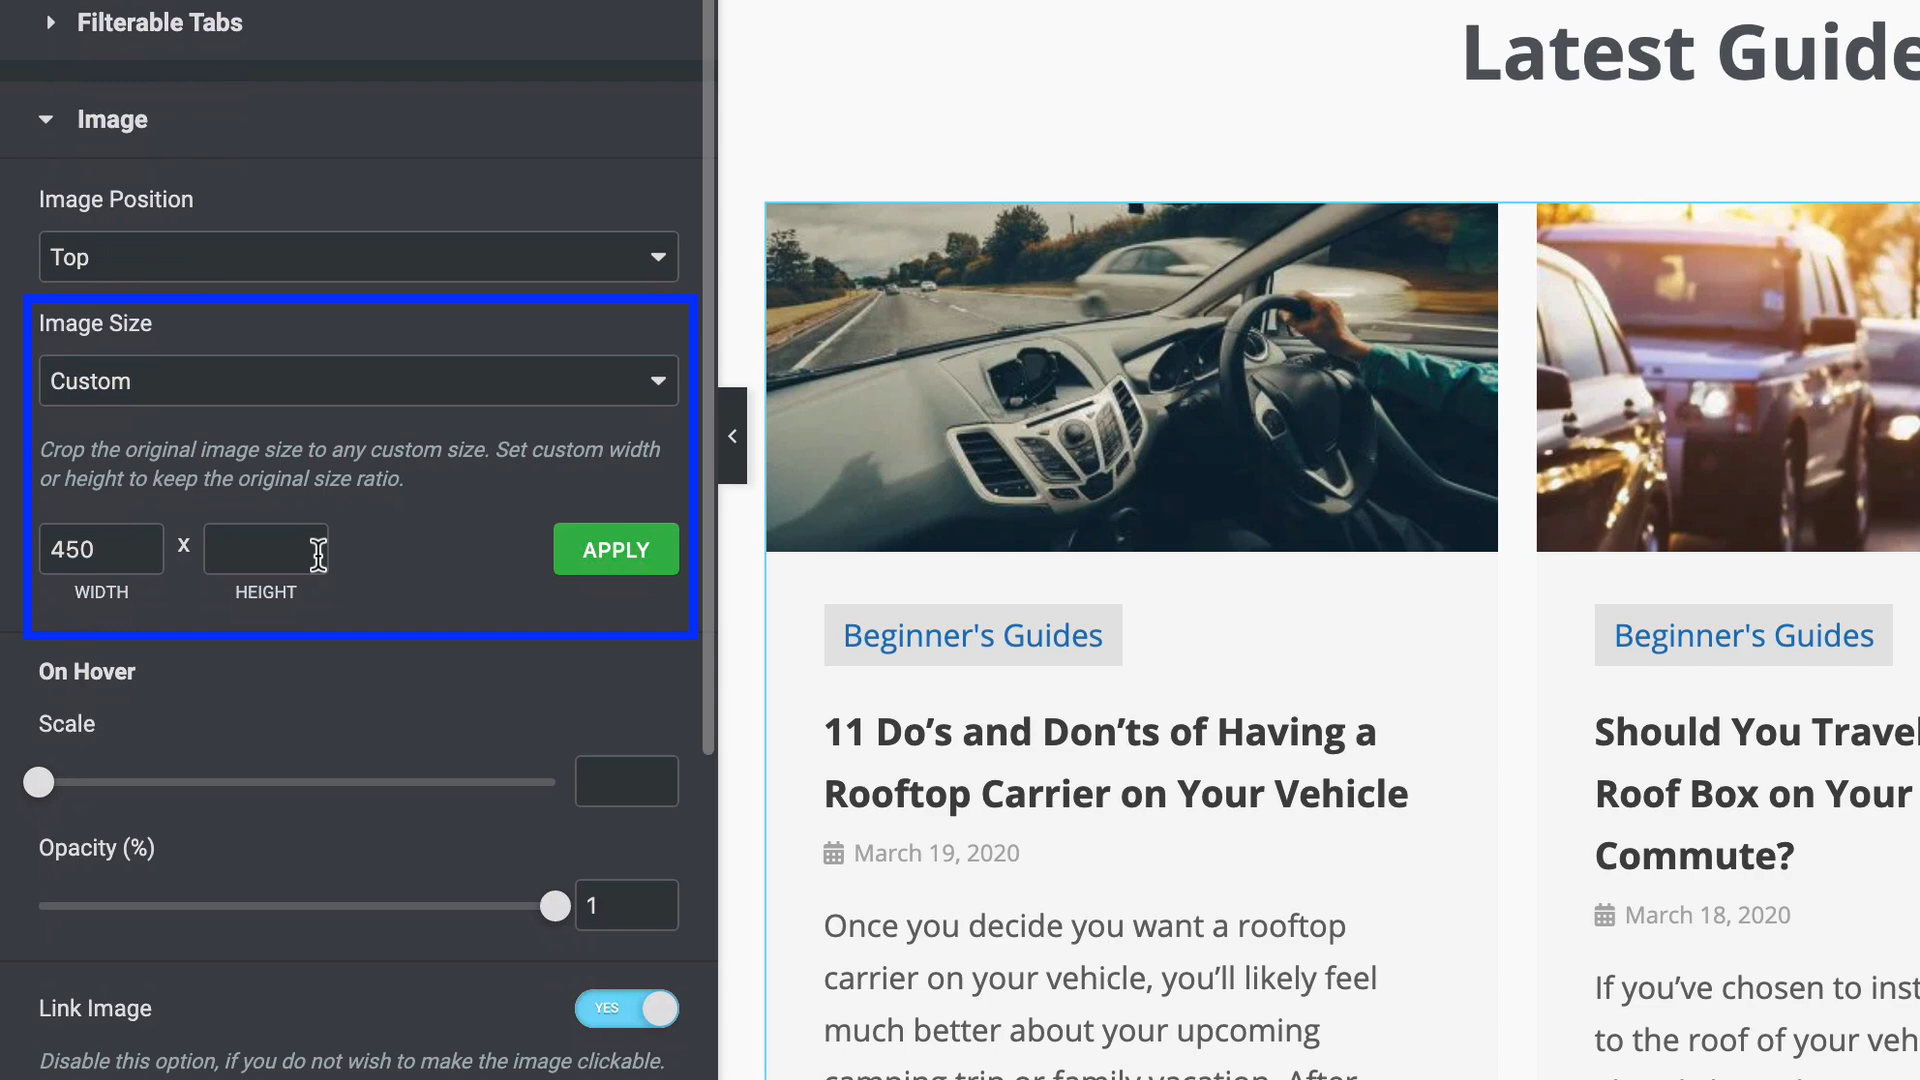 Filterable Tabs
Image
Image Position
Top
Image Size
Custom
Crop the original image size to any custom size. Set custom width
or height to keep the original size ratio.
450 x
APPLY
WIDTH HEIGHT
On Hover
Scale
Opacity (%)
1
Link Image
YES
Disable this option, if you do not wish to make the image clickable.
Latest Guide
Beginner's Guides
11 Do’s and Don’ts of Having a
Rooftop Carrier on Your Vehicle
March 19, 2020
Once you decide you want a rooftop
carrier on your vehicle, you’ll likely feel
much better about your upcoming
camping trip or family vacation. After
Beginner's Guides
Should You Travel
Roof Box on Your
Commute?
March 18, 2020
If you’ve chosen to inst
to the roof of your veh